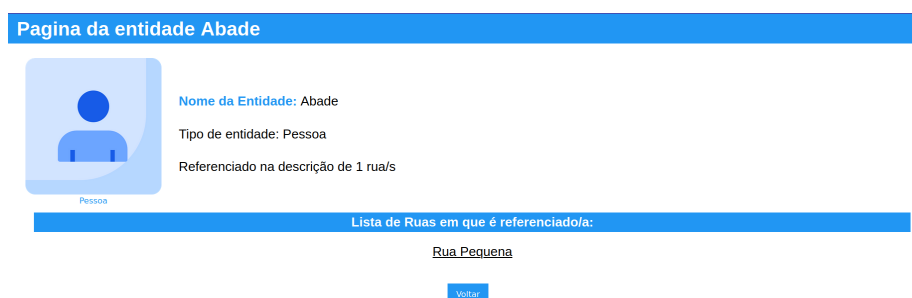 Pagina da entidade Abade
Nome da Entidade: Abade
Tipo de entidade: Pessoa
Referenciado na descrição de 1 rua/s
Pessoa
Lista de Ruas em que é referenciado/a:
Rua Pequena
Voltar